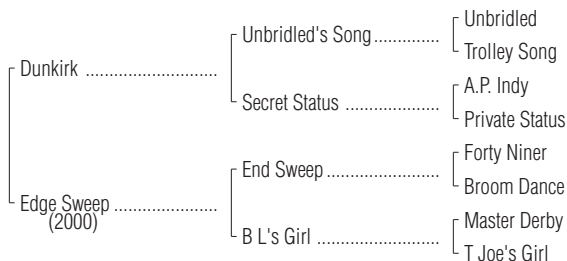 Unbridled
Unbridled's Song..............
Trolley Song
Dunkirk ............................
A.P. Indy
Secret Status ....................
Private Status
Forty Niner
End Sweep ........................
Broom Dance
Edge Sweep ......................
(2000)
Master Derby
B L's Girl ..........................
T Joe's Girl